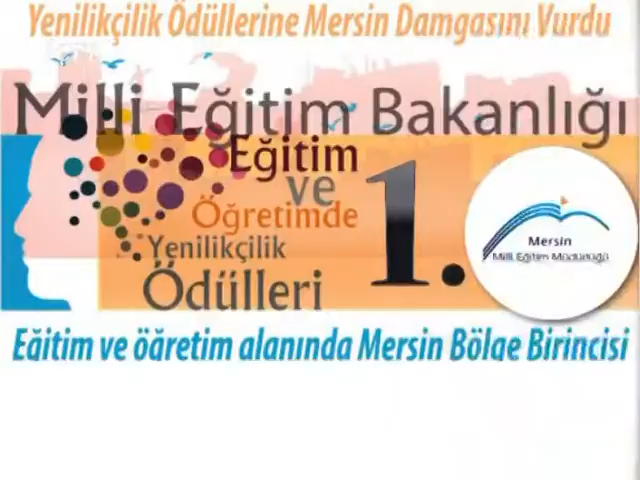 Yenilikçilik Ödüllerine Mersin Damgasını Vurdu
Milli Eğitim Bakanlığı
Eğitim
ve
Öğretimde
Yenilikçilik
Ödülleri
1.
Mersin
Milli Eğitim Müdürlüğü
Eğitim ve öğretim alanında Mersin Bölge Birincisi